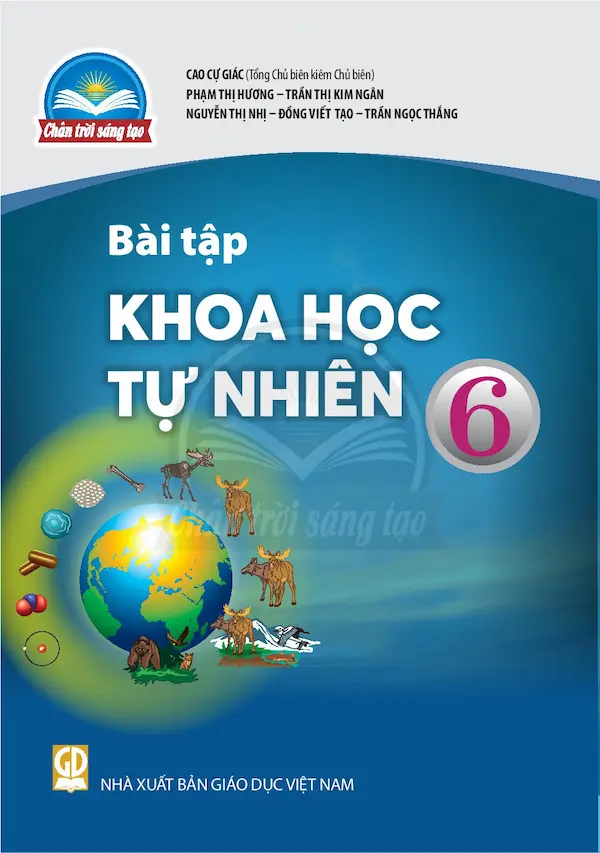 CAO CỰ GIÁC (Tổng Chủ biên kiêm Chủ biên)
PHẠM THỊ HƯƠNG – TRẦN THỊ KIM NGÂN
NGUYỄN THỊ NHỊ – ĐỒNG VIẾT TẠO – TRẦN NGỌC THẮNG
Chân trời sáng tạo
Bài tập
KHOA HỌC
TỰ NHIÊN 6
Chân trời sáng tạo
GD
NHÀ XUẤT BẢN GIÁO DỤC VIỆT NAM